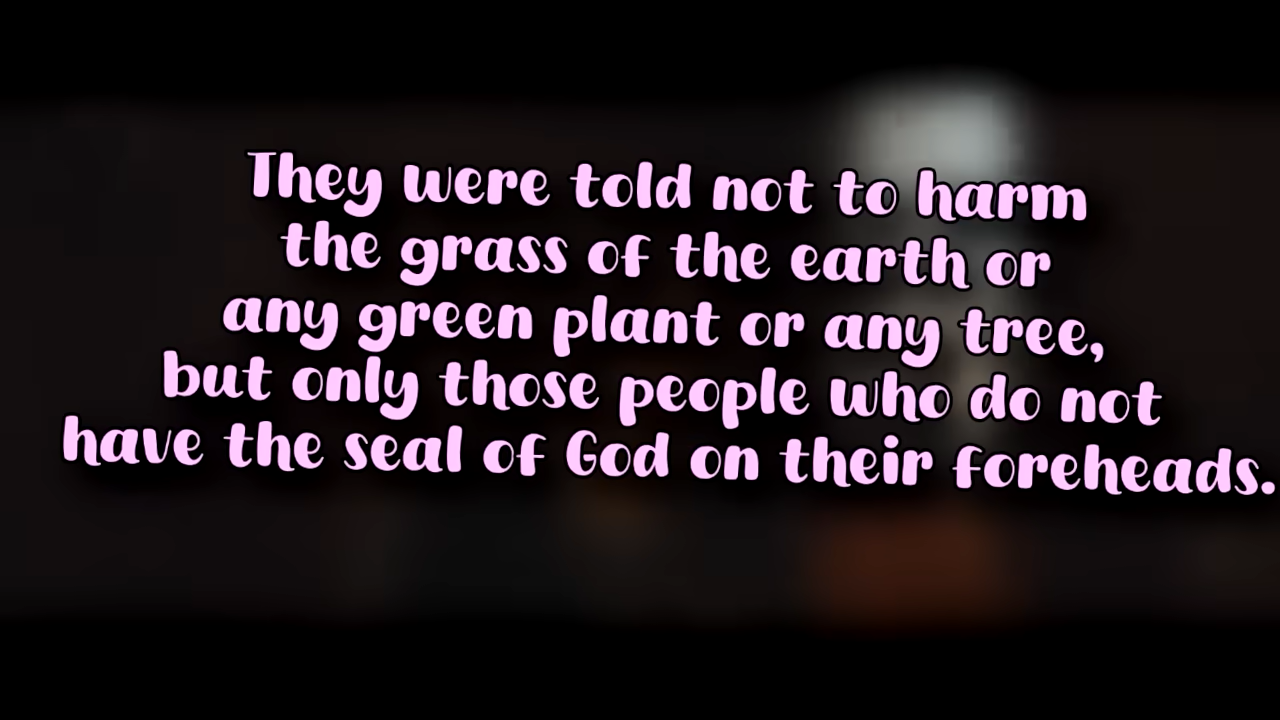 They were told not to harm
the grass of the earth or
any green plant or any tree,
but only those people who do not
have the seal of God on their foreheads.